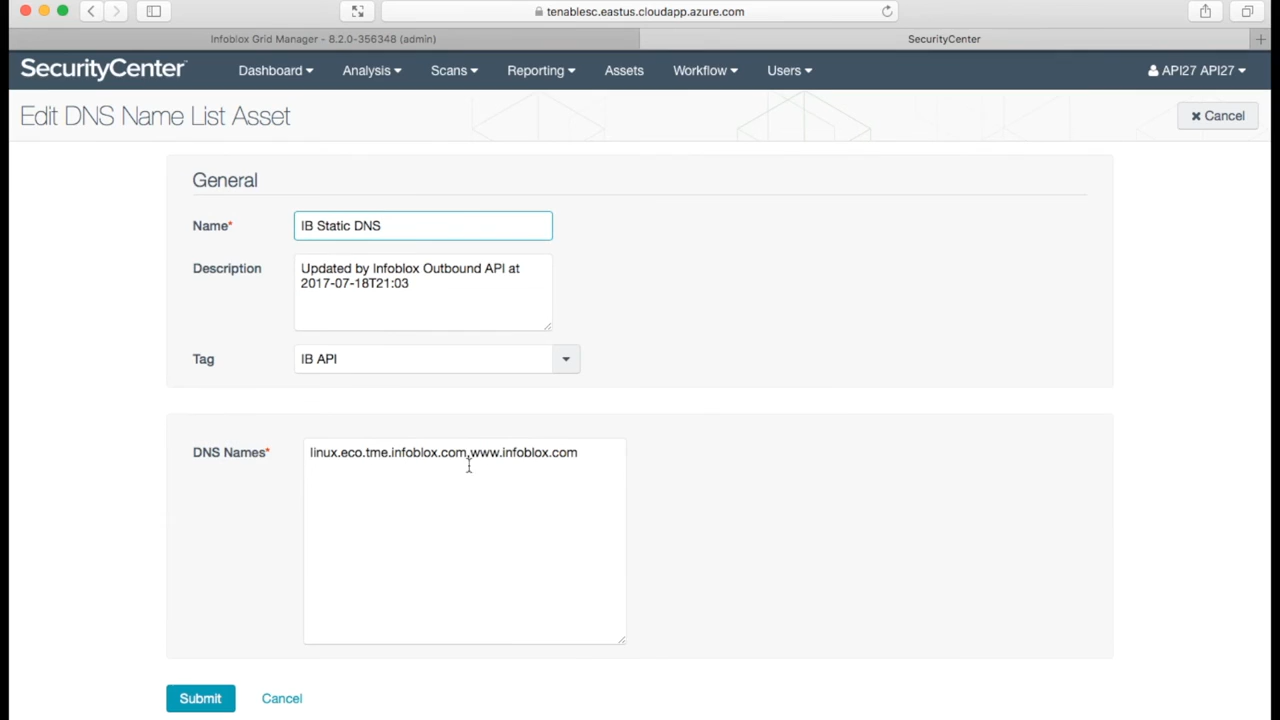 tenablesc.eastus.cloudapp.azure.com
Infoblox Grid Manager - 8.2.0-356348 (admin)
SecurityCenter
SecurityCenter
Dashboard
Analysis
Scans
Reporting
Assets
Workflow
Users
API27 API27
Edit DNS Name List Asset
Cancel
General
Name*
IB Static DNS
Description
Updated by Infoblox Outbound API at
2017-07-18T21:03
Tag
IB API
DNS Names*
linux.eco.tme.infoblox.com,www.infoblox.com
Submit
Cancel